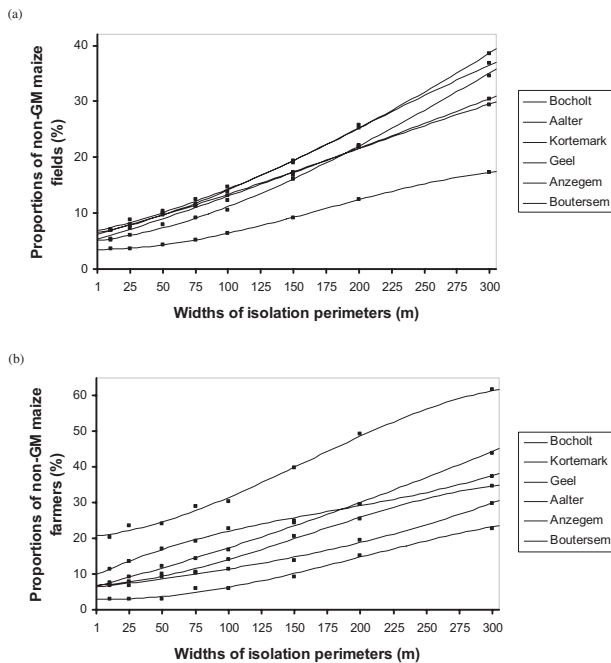 (a)
Proportions of non-GM maize
fields (%)
40
30
20
10
0
1 25 50 75 100 125 150 175 200 225 250 275 300
Widths of isolation perimeters (m)
Bocholt
Aalter
Kortemark
Geel
Anzegem
Boutersem
(b)
Proportions of non-GM maize
farmers (%)
60
50
40
30
20
10
0
1 25 50 75 100 125 150 175 200 225 250 275 300
Widths of isolation perimeters (m)
Bocholt
Kortemark
Geel
Aalter
Anzegem
Boutersem